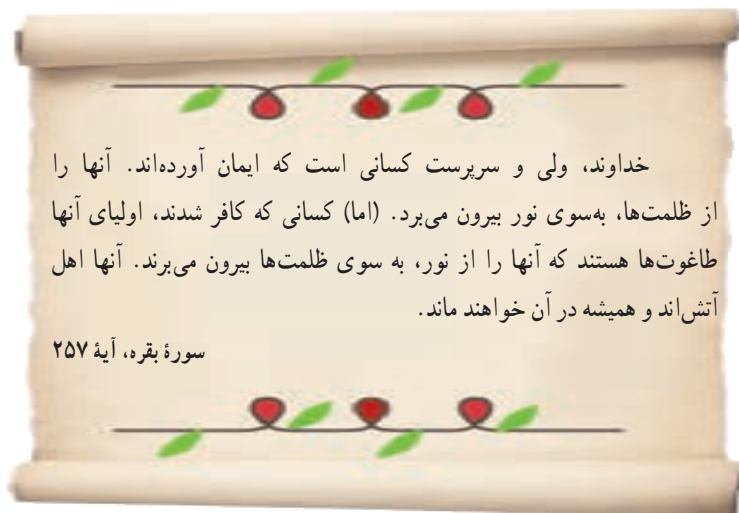 خداوند، ولی و سرپرست کسانی است که ایمان آورده‌اند. آنها را
از ظلمت‌ها، به‌سوی نور بیرون می‌برد. (اما) کسانی که کافر شدند، اولیای آنها
طاغوت‌ها هستند که آنها را از نور، به سوی ظلمت‌ها بیرون می‌برند. آنها اهل
آتش‌اند و همیشه در آن خواهند ماند.
سورهٔ بقره، آیهٔ ۲۵۷